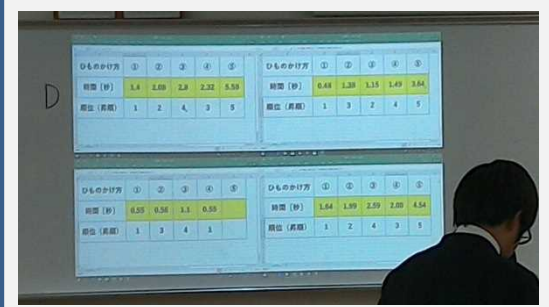 ひものかけ方 ① ② ③ ④ ⑤
時間［秒］ 1.4 2.08 2.8 2.32 5.59
順位（昇順） 1 2 4 3 5
ひものかけ方 ① ② ③ ④ ⑤
時間［秒］ 0.48 1.39 1.15 1.49 3.64
順位（昇順） 1 3 2 4 5
ひものかけ方 ① ② ③ ④ ⑤
時間［秒］ 0.55 0.56 1.1 0.55
順位（昇順） 1 3 4 1
ひものかけ方 ① ② ③ ④ ⑤
時間［秒］ 1.64 1.99 2.59 2.08 4.54
順位（昇順） 1 2 4 3 5